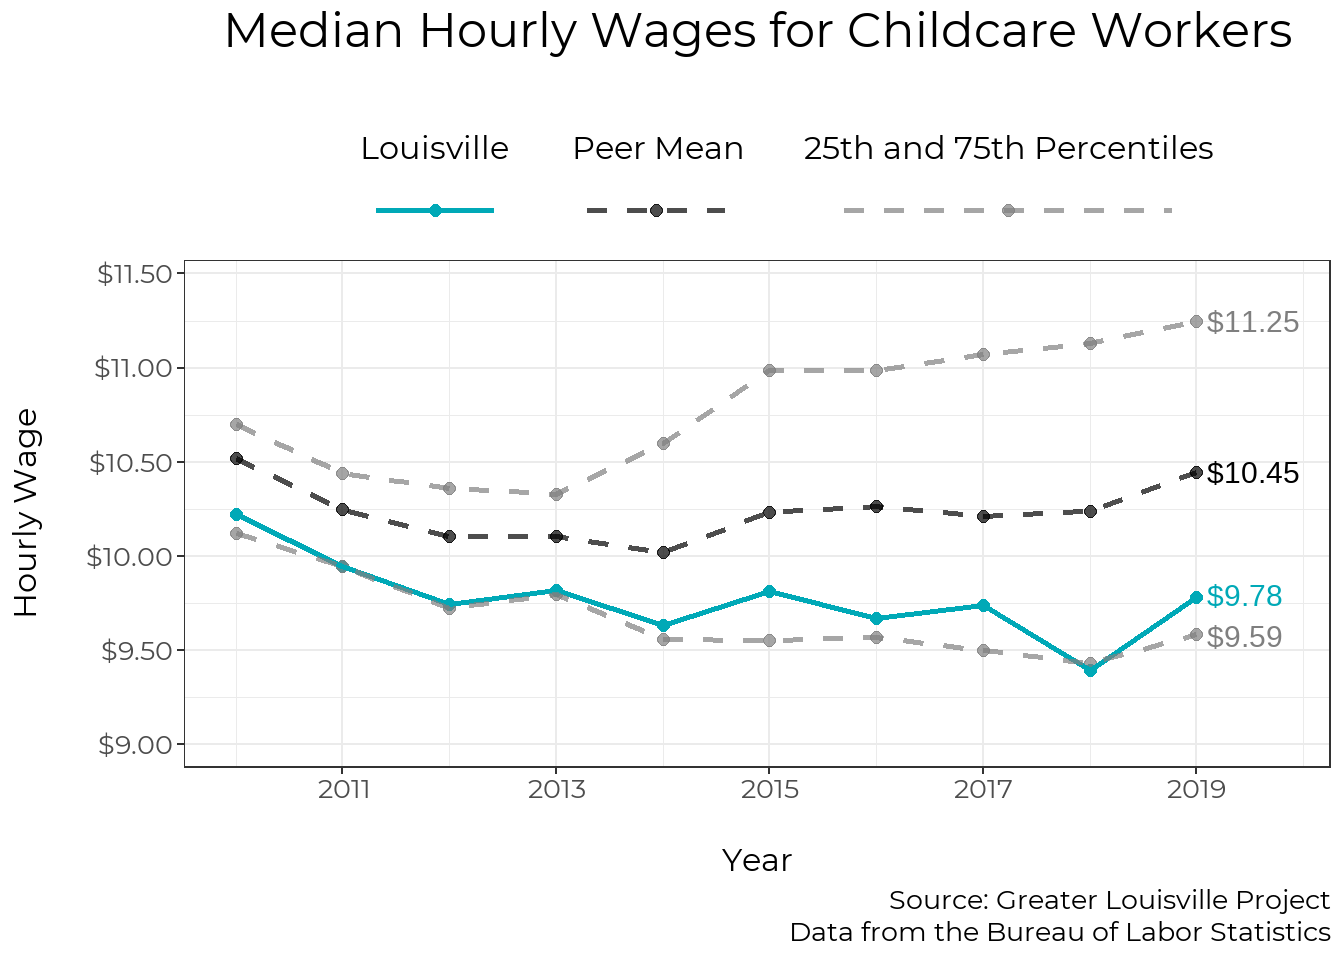 Median Hourly Wages for Childcare Workers
Louisville Peer Mean 25th and 75th Percentiles
$11.50
$11.00
$10.50
$10.00
$9.50
$9.00
Hourly Wage
$11.25
$10.45
$9.78
$9.59
2011 2013 2015 2017 2019
Year
Source: Greater Louisville Project
Data from the Bureau of Labor Statistics